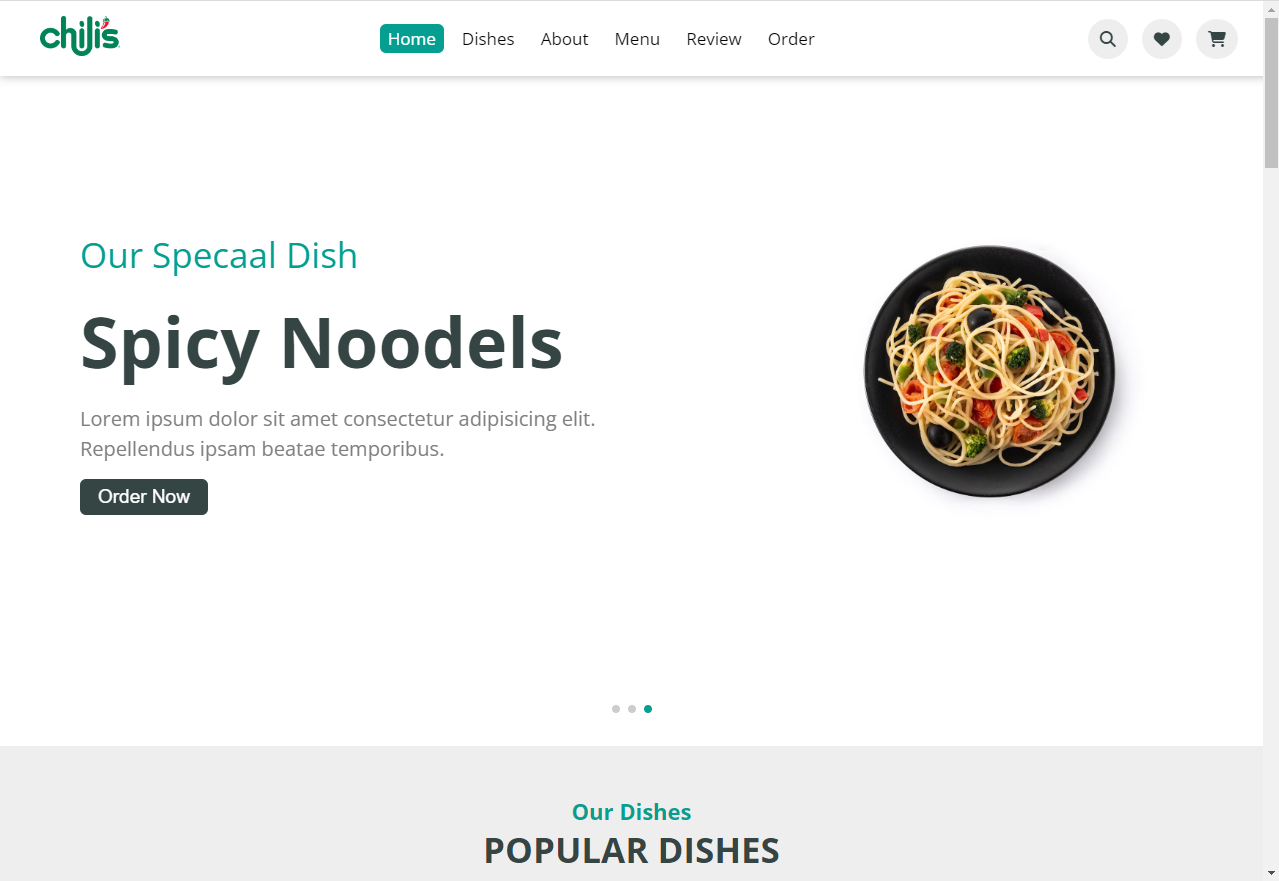 chili's
Home Dishes About Menu Review Order
Our Specaal Dish
Spicy Noodels
Lorem ipsum dolor sit amet consectetur adipisicing elit.
Repellendus ipsam beatae temporibus.
Order Now
Our Dishes
POPULAR DISHES